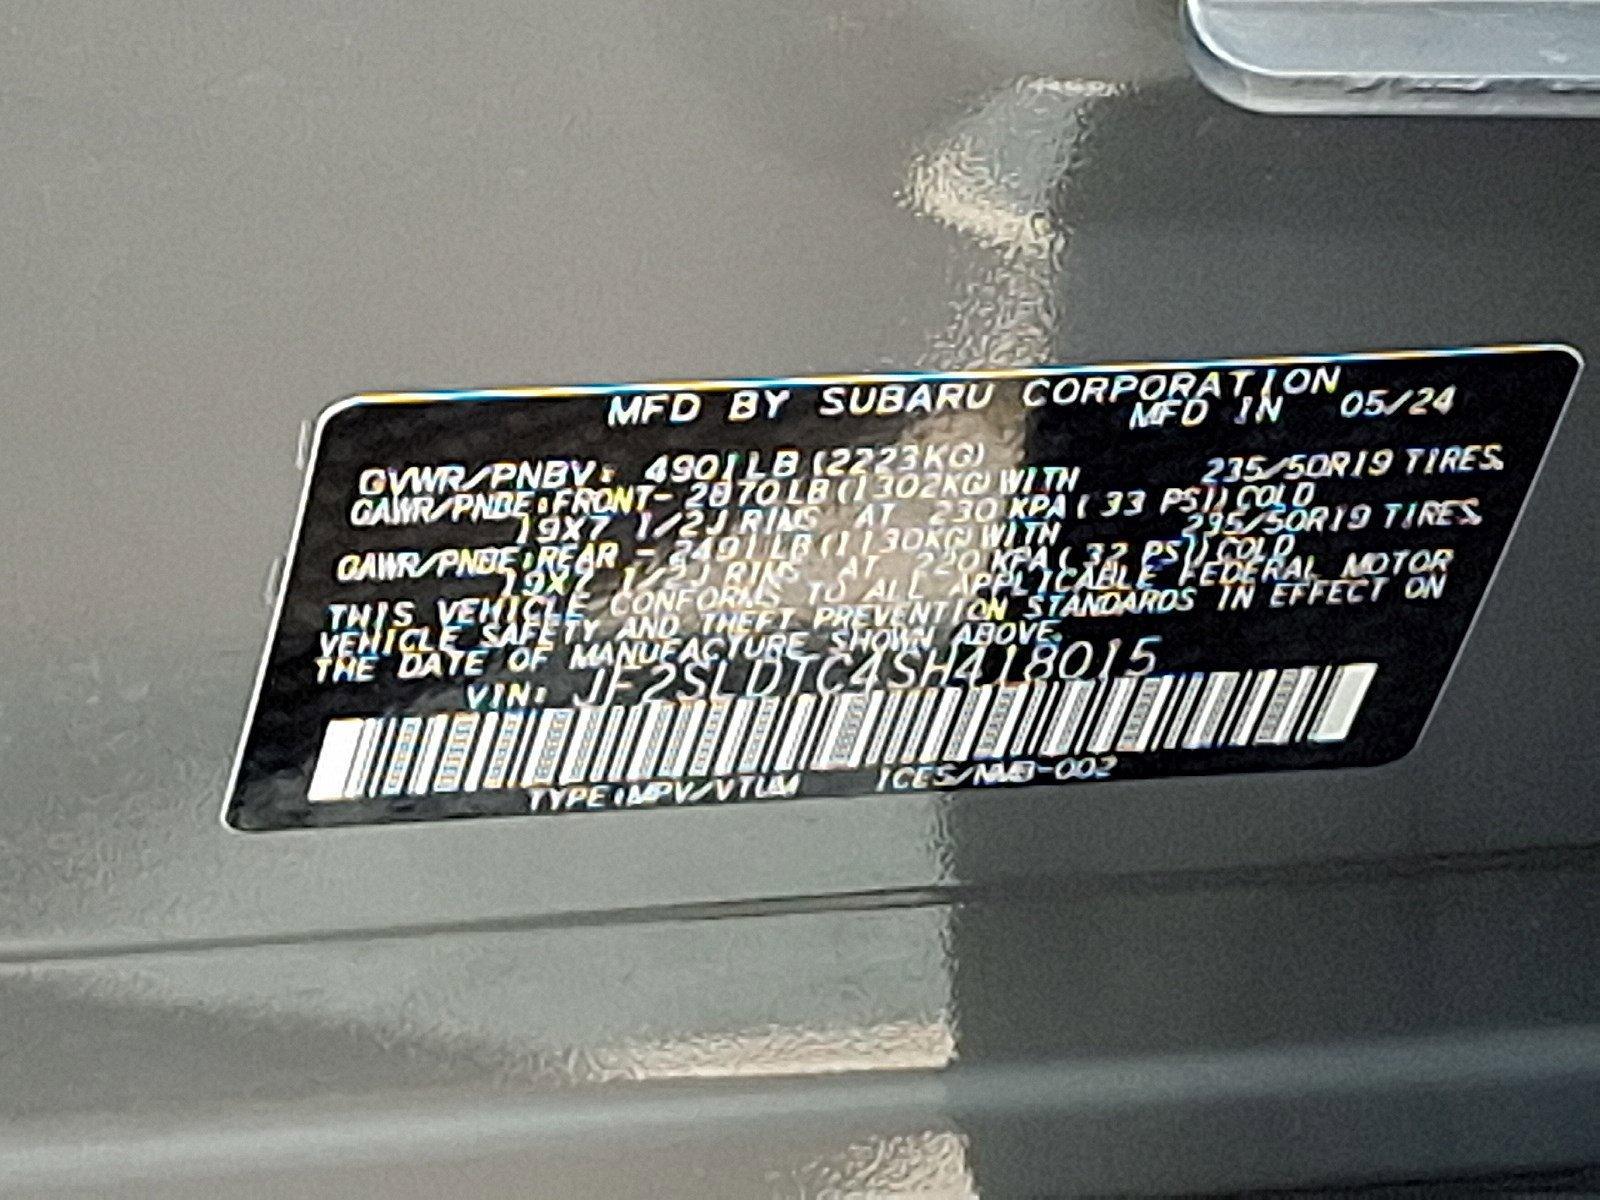 MFD BY SUBARU CORPORATION
MFD IN 05/24
GVWR/PNBV: 4901LB (2223KG)
GAWR/PNBE:FRONT- 2870LB(1302KG)WITH 235/50R19 TIRES.
19X7 1/2J RIMS AT 230 KPA( 33 PSI)COLD
GAWR/PNBE:REAR - 2491LB(1130KG)WITH 235/50R19 TIRES.
19X7 1/2J RIMS AT 220 KPA( 32 PSI)COLD
THIS VEHICLE CONFORMS TO ALL APPLICABLE FEDERAL MOTOR
VEHICLE SAFETY AND THEFT PREVENTION STANDARDS IN EFFECT ON
THE DATE OF MANUFACTURE SHOWN ABOVE.
VIN: JF2SLDTC4SH418015
TYPE:MPV/VTUM ICES/NMB-002